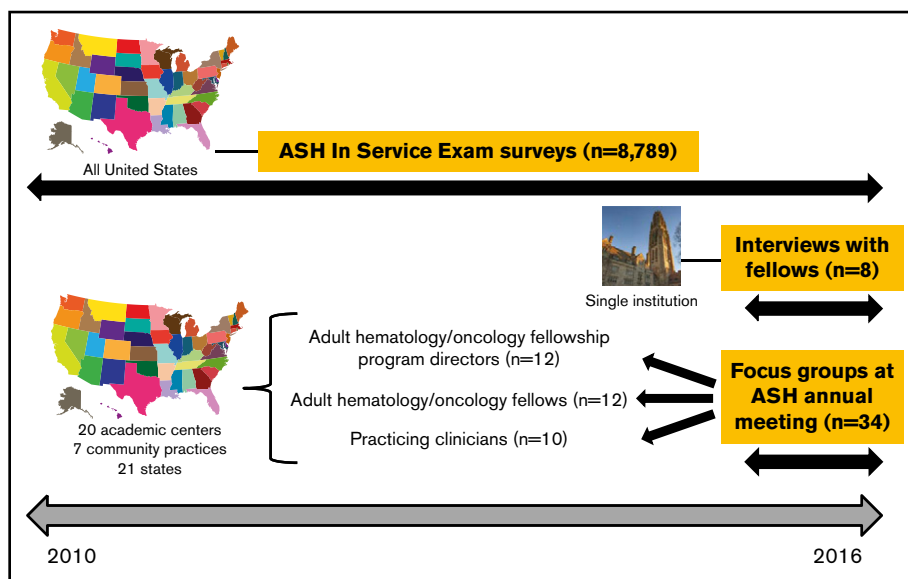 All United States
ASH In Service Exam surveys (n=8,789)
Single institution
Interviews with
fellows (n=8)
20 academic centers
7 community practices
21 states
Adult hematology/oncology fellowship
program directors (n=12)
Adult hematology/oncology fellows (n=12)
Practicing clinicians (n=10)
Focus groups at
ASH annual
meeting (n=34)
2010
2016